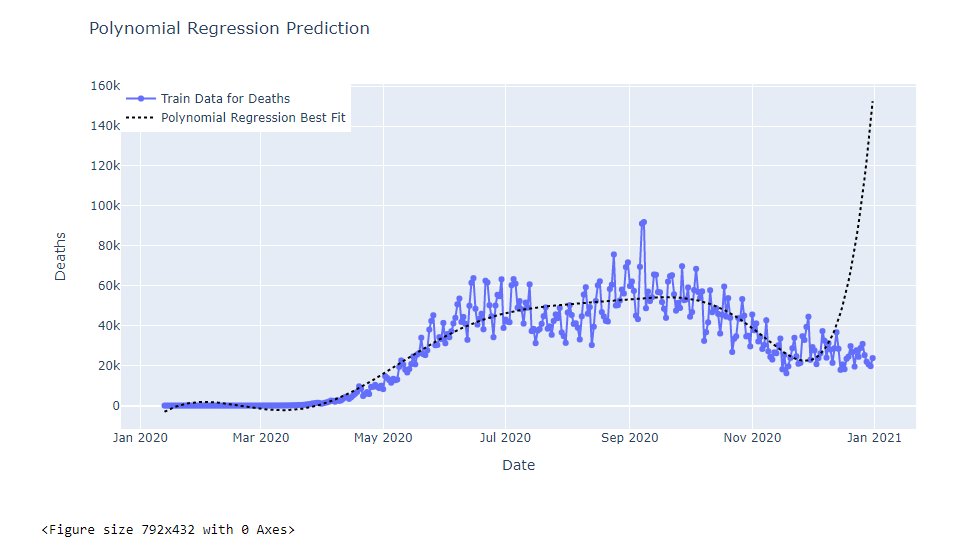 Polynomial Regression Prediction
160k
Train Data for Deaths
Polynomial Regression Best Fit
140k
120k
100k
80k
60k
40k
20k
0
Deaths
Jan 2020 Mar 2020 May 2020 Jul 2020 Sep 2020 Nov 2020 Jan 2021
Date
<Figure size 792x432 with 0 Axes>